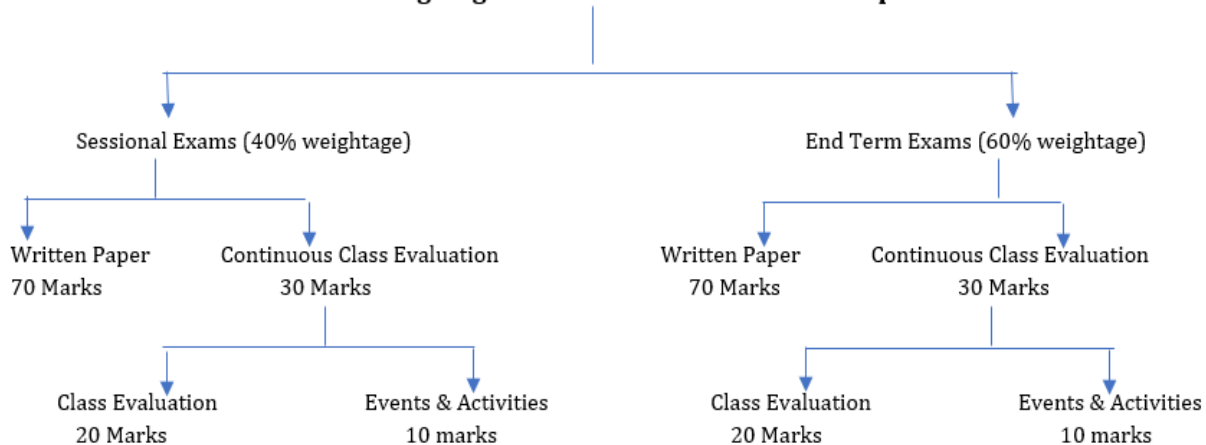 Sessional Exams (40% weightage)
End Term Exams (60% weightage)
Written Paper
70 Marks
Continuous Class Evaluation
30 Marks
Written Paper
70 Marks
Continuous Class Evaluation
30 Marks
Class Evaluation
20 Marks
Events & Activities
10 marks
Class Evaluation
20 Marks
Events & Activities
10 marks